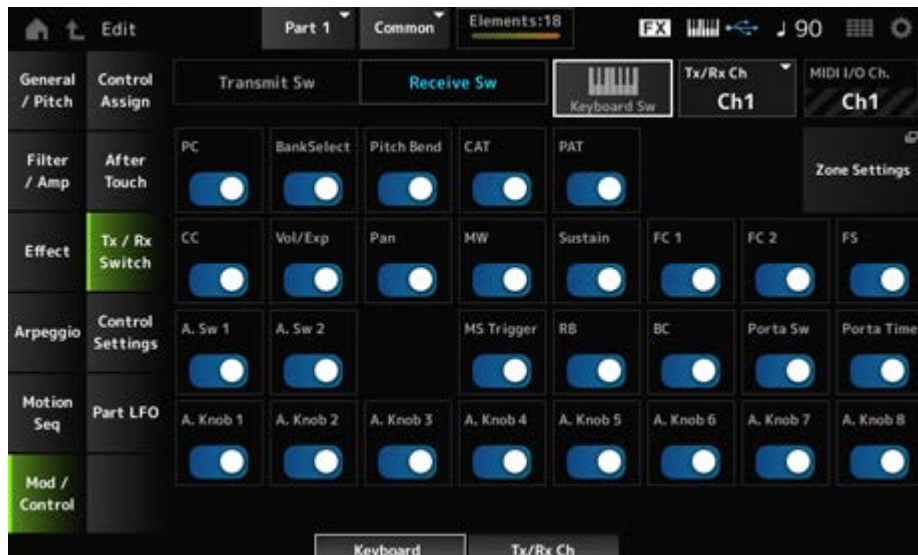 Edit
Part 1
Common
Elements:18
FX
90
General / Pitch
Control Assign
Transmit Sw
Receive Sw
Keyboard Sw
Tx/Rx Ch
Ch1
MIDI I/O Ch.
Ch1
Filter / Amp
After Touch
PC
BankSelect
Pitch Bend
CAT
PAT
Zone Settings
Effect
Tx / Rx Switch
CC
Vol/Exp
Pan
MW
Sustain
FC 1
FC 2
FS
Arpeggio
Control Settings
A. Sw 1
A. Sw 2
MS Trigger
RB
BC
Porta Sw
Porta Time
Motion Seq
Part LFO
A. Knob 1
A. Knob 2
A. Knob 3
A. Knob 4
A. Knob 5
A. Knob 6
A. Knob 7
A. Knob 8
Mod / Control
Keyboard
Tx/Rx Ch